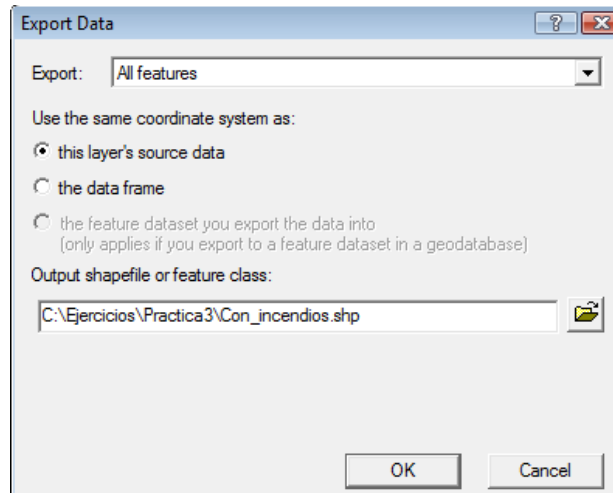 Export Data
Export: All features
Use the same coordinate system as:
this layer's source data
the data frame
the feature dataset you export the data into
(only applies if you export to a feature dataset in a geodatabase)
Output shapefile or feature class:
C:\Ejercicios\Practica3\Con_incendios.shp
OK Cancel